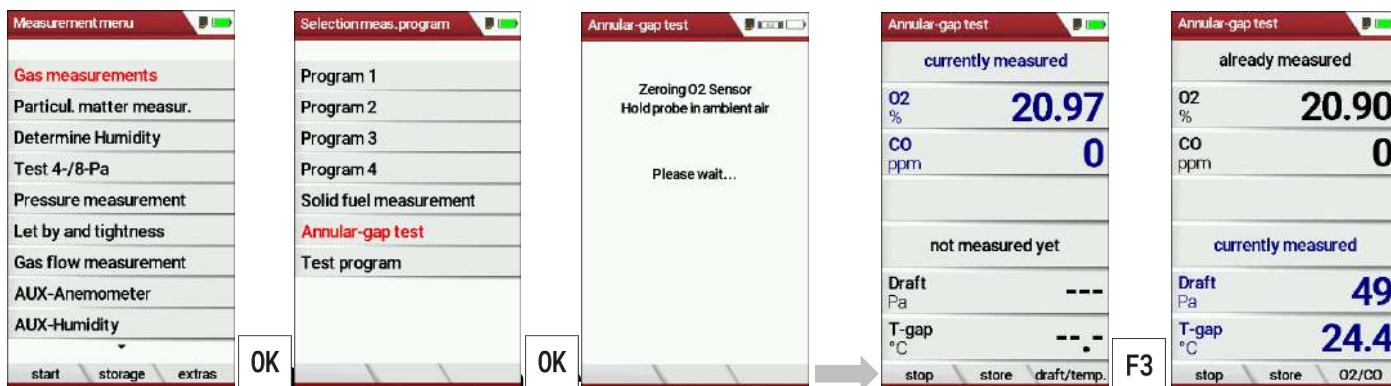 Measurement menu
Gas measurements
Particul. matter measur.
Determine Humidity
Test 4-/8-Pa
Pressure measurement
Let by and tightness
Gas flow measurement
AUX-Anemometer
AUX-Humidity
start storage extras
OK
Selection meas. program
Program 1
Program 2
Program 3
Program 4
Solid fuel measurement
Annular-gap test
Test program
OK
Annular-gap test
Zeroing O2 Sensor
Hold probe in ambient air
Please wait...
Annular-gap test
currently measured
O2 20.97
%
CO 0
ppm
not measured yet
Draft ---
Pa
T-gap --.-
°C
stop store draft/temp.
F3
Annular-gap test
already measured
O2 20.90
%
CO 0
ppm
currently measured
Draft 49
Pa
T-gap 24.4
°C
stop store O2/CO